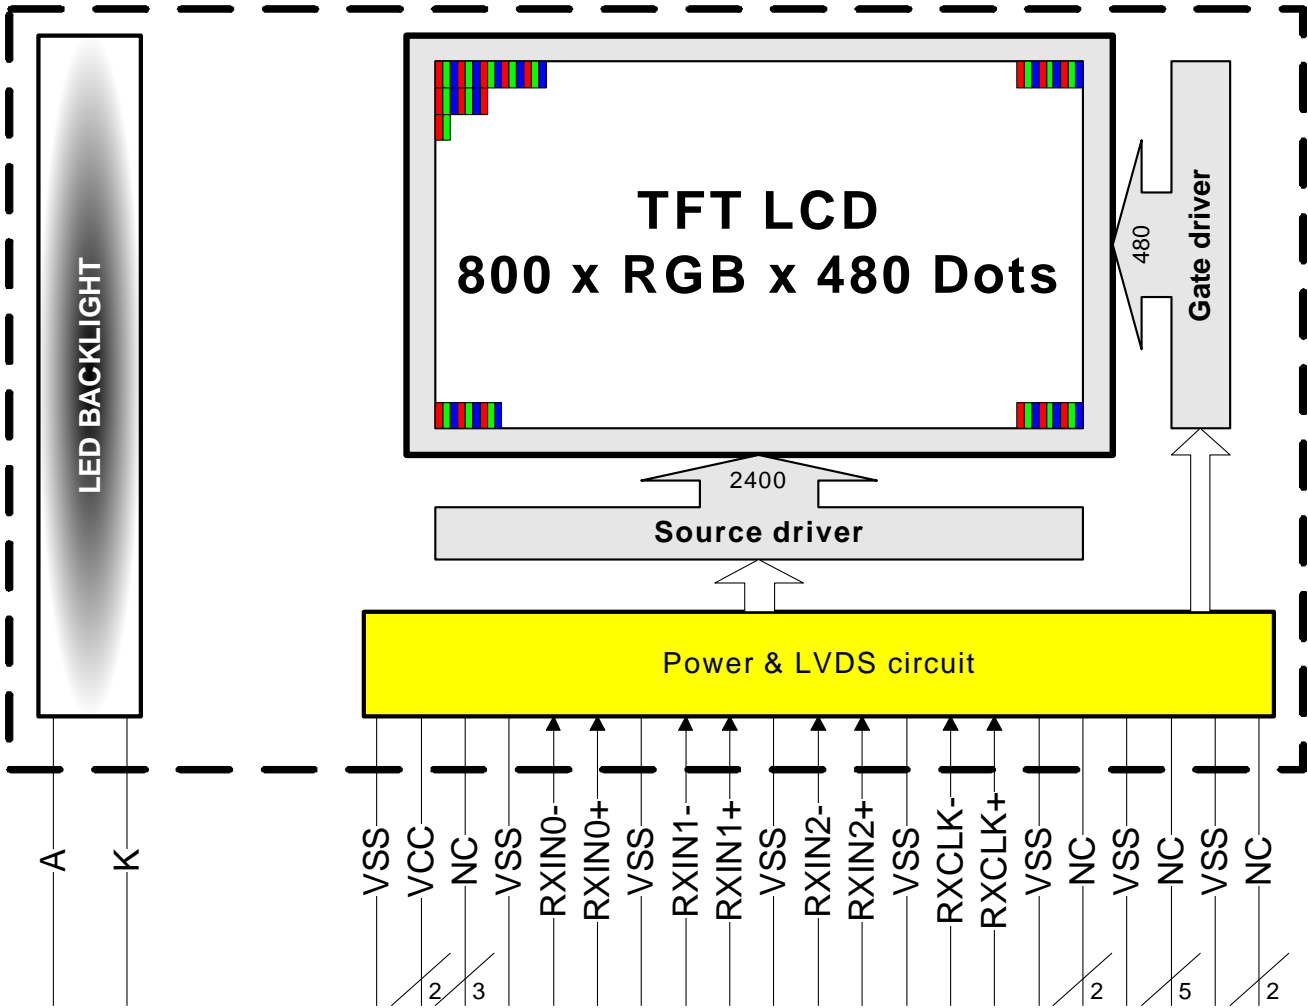 LED BACKLIGHT
TFT LCD
800 x RGB x 480 Dots
480
Gate driver
2400
Source driver
Power & LVDS circuit
A
K
VSS
VCC
NC
VSS
RXIN0-
RXIN0+
VSS
RXIN1-
RXIN1+
VSS
RXIN2-
RXIN2+
VSS
RXCLK-
RXCLK+
VSS
NC
VSS
NC
VSS
NC
2
3
2
5
2